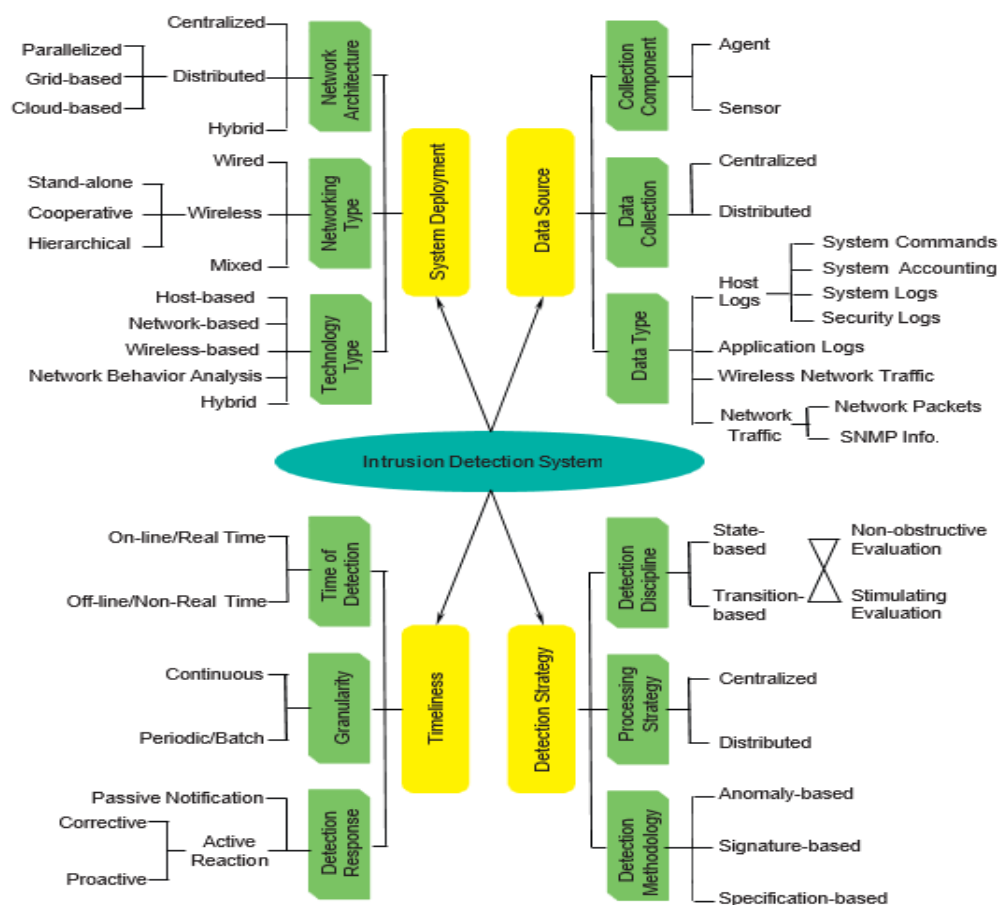 Centralized
Parallelized
Grid-based
Cloud-based
Distributed
Hybrid
Network
Architecture
Wired
Stand-alone
Cooperative
Hierarchical
Wireless
Mixed
Networking
Type
Host-based
Network-based
Wireless-based
Network Behavior Analysis
Hybrid
Technology
Type
System Deployment
Data Source
Collection
Component
Agent
Sensor
Data
Collection
Centralized
Distributed
Data Type
Host
Logs
System Commands
System Accounting
System Logs
Security Logs
Application Logs
Wireless Network Traffic
Network
Traffic
Network Packets
SNMP Info.
Intrusion Detection System
On-line/Real Time
Off-line/Non-Real Time
Time of
Detection
Continuous
Periodic/Batch
Granularity
Passive Notification
Corrective
Proactive
Active
Reaction
Detection
Response
Timeliness
Detection Strategy
Detection
Discipline
State-
based
Transition-
based
Non-obstructive
Evaluation
Stimulating
Evaluation
Processing
Strategy
Centralized
Distributed
Detection
Methodology
Anomaly-based
Signature-based
Specification-based